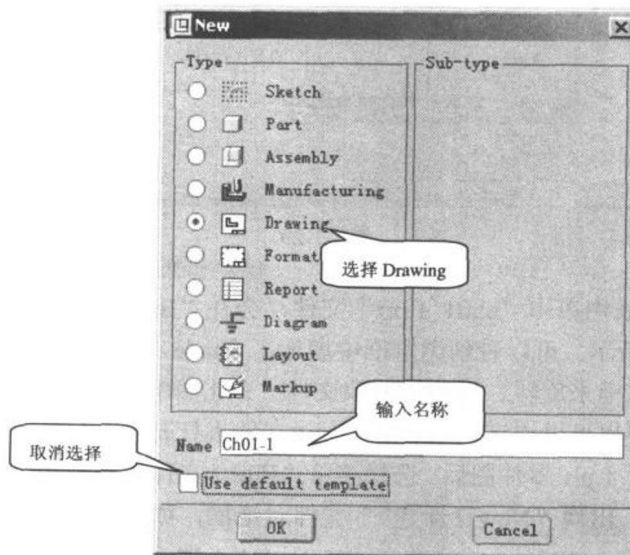 New
Type
Sub-type
Sketch
Part
Assembly
Manufacturing
Drawing
选择 Drawing
Format
Report
Diagram
Layout
Markup
输入名称
Name Ch01-1
取消选择
Use default template
OK
Cancel